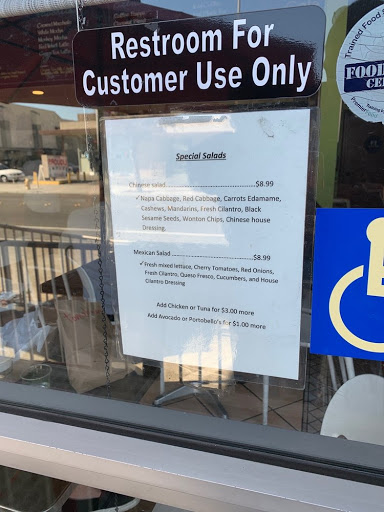 Restroom For
Customer Use Only
Trained Food S
FOOD
CE
Special Salads
Chinese salad $8.99
✓Napa Cabbage, Red Cabbage, Carrots Edamame,
Cashews, Mandarins, Fresh Cilantro, Black
Sesame Seeds, Wonton Chips, Chinese house
Dressing.
Mexican Salad $8.99
✓Fresh mixed lettuce, Cherry Tomatoes, Red Onions,
Fresh Cilantro, Queso Fresco, Cucumbers, and House
Cilantro Dressing
Add Chicken or Tuna for $3.00 more
Add Avocado or Portobello's for $1.00 more